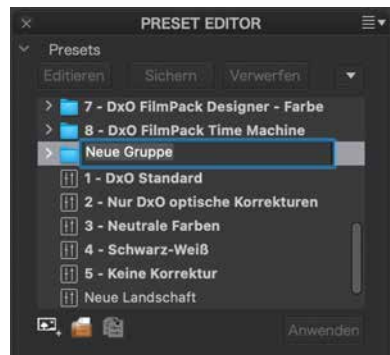 PRESET EDITOR
Presets
Editieren Sichern Verwerfen
7 - DxO FilmPack Designer - Farbe
8 - DxO FilmPack Time Machine
Neue Gruppe
1 - DxO Standard
2 - Nur DxO optische Korrekturen
3 - Neutrale Farben
4 - Schwarz-Weiß
5 - Keine Korrektur
Neue Landschaft
Anwenden